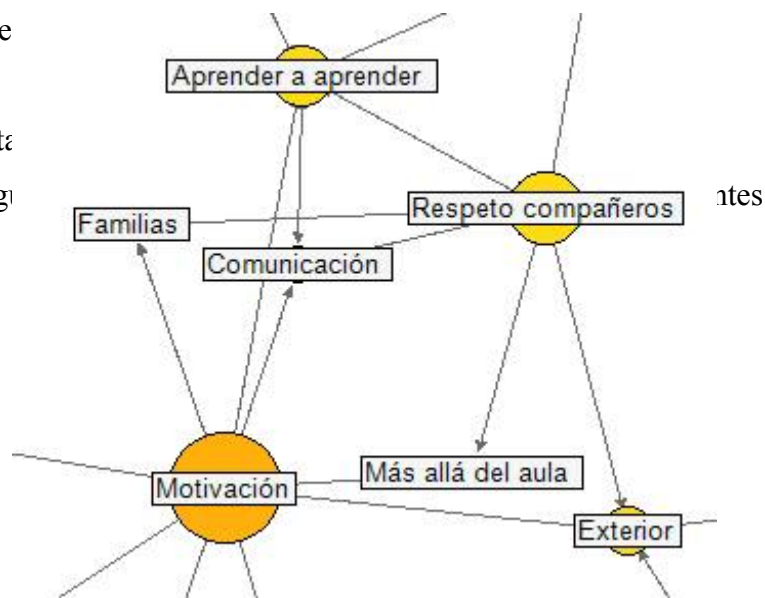 Aprender a aprender
Respeto compañeros
Familias
Comunicación
Más allá del aula
Motivación
Exterior